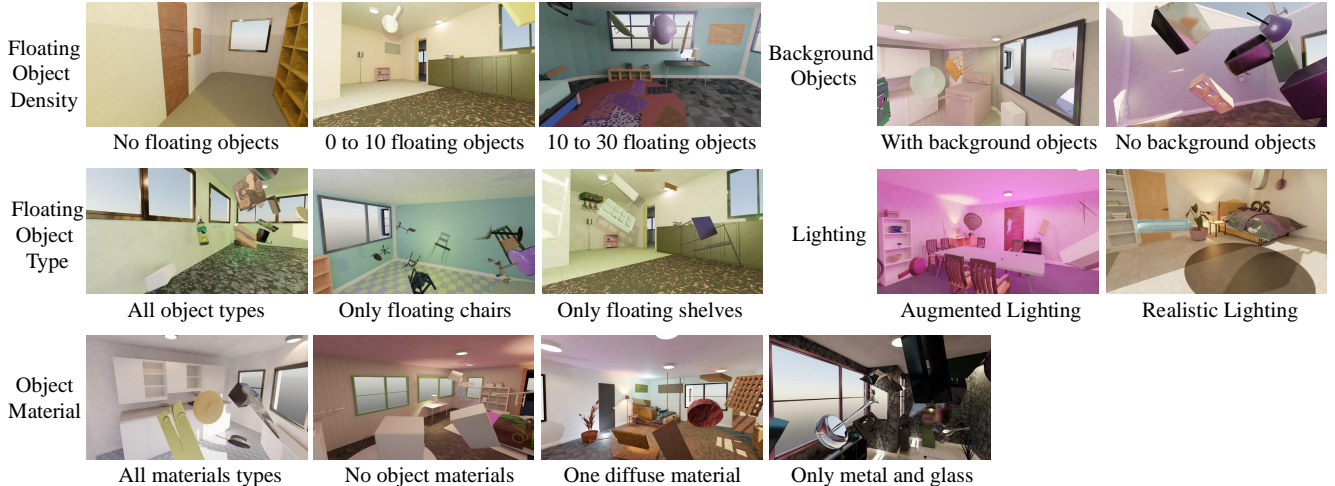 Floating
Object
Density
No floating objects
0 to 10 floating objects
10 to 30 floating objects
Background
Objects
With background objects
No background objects
Floating
Object
Type
All object types
Only floating chairs
Only floating shelves
Lighting
Augmented Lighting
Realistic Lighting
Object
Material
All materials types
No object materials
One diffuse material
Only metal and glass